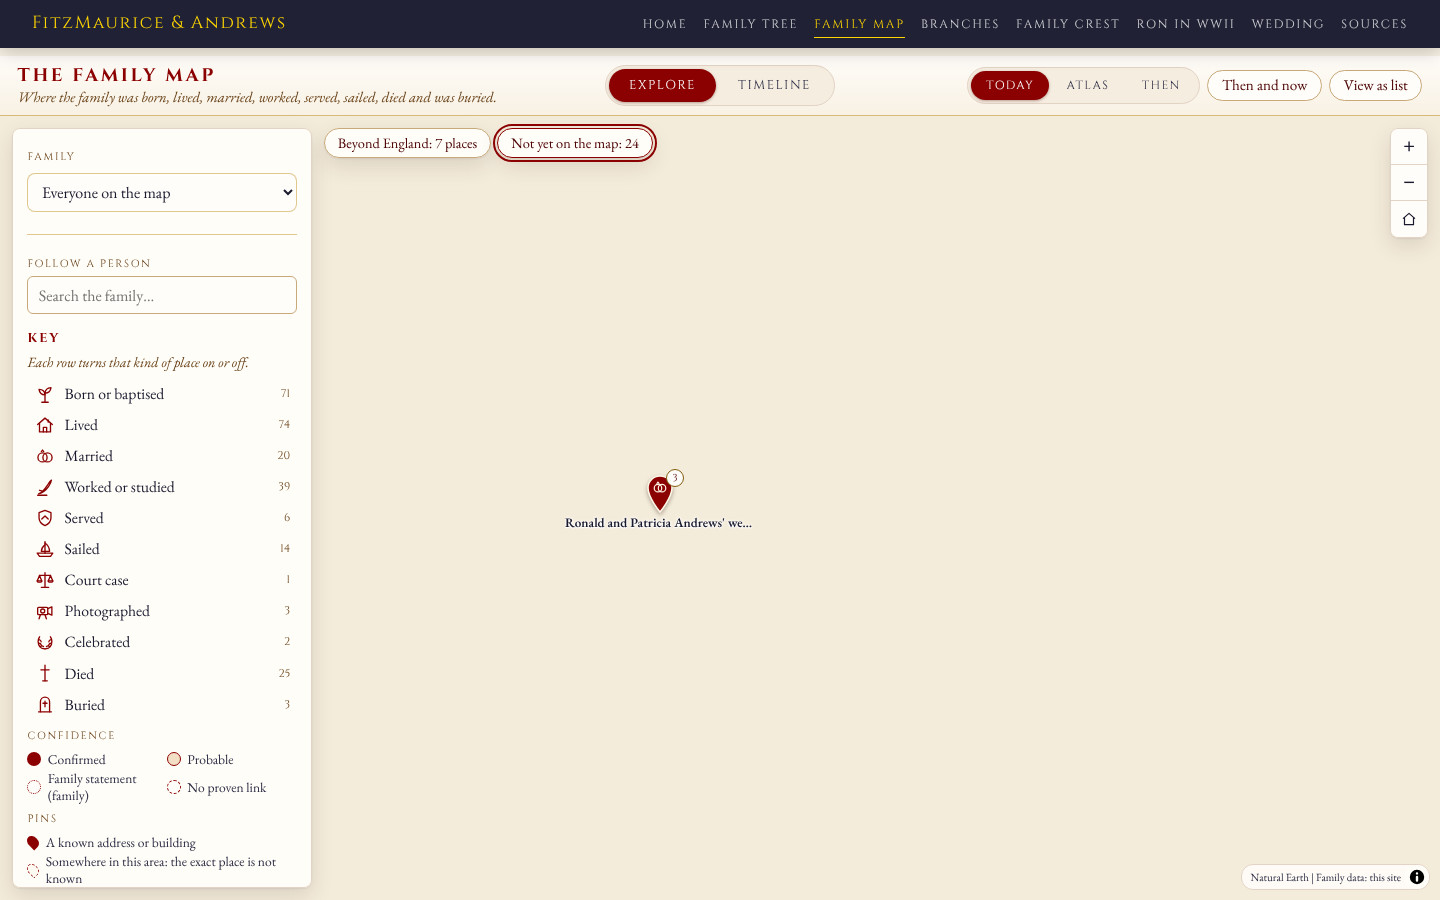 FitzMaurice & Andrews
HOME FAMILY TREE FAMILY MAP BRANCHES FAMILY CREST RON IN WWII WEDDING SOURCES
THE FAMILY MAP
Where the family was born, lived, married, worked, served, sailed, died and was buried.
EXPLORE TIMELINE
TODAY ATLAS THEN
Then and now
View as list
FAMILY
Everyone on the map
FOLLOW A PERSON
Search the family...
KEY
Each row turns that kind of place on or off.
Born or baptised 71
Lived 74
Married 20
Worked or studied 39
Served 6
Sailed 14
Court case 1
Photographed 3
Celebrated 2
Died 25
Buried 3
CONFIDENCE
Confirmed
Probable
Family statement
(family)
No proven link
PINS
A known address or building
Somewhere in this area: the exact place is not
known
Beyond England: 7 places
Not yet on the map: 24
+
−
3
Ronald and Patricia Andrews' we...
Natural Earth | Family data: this site